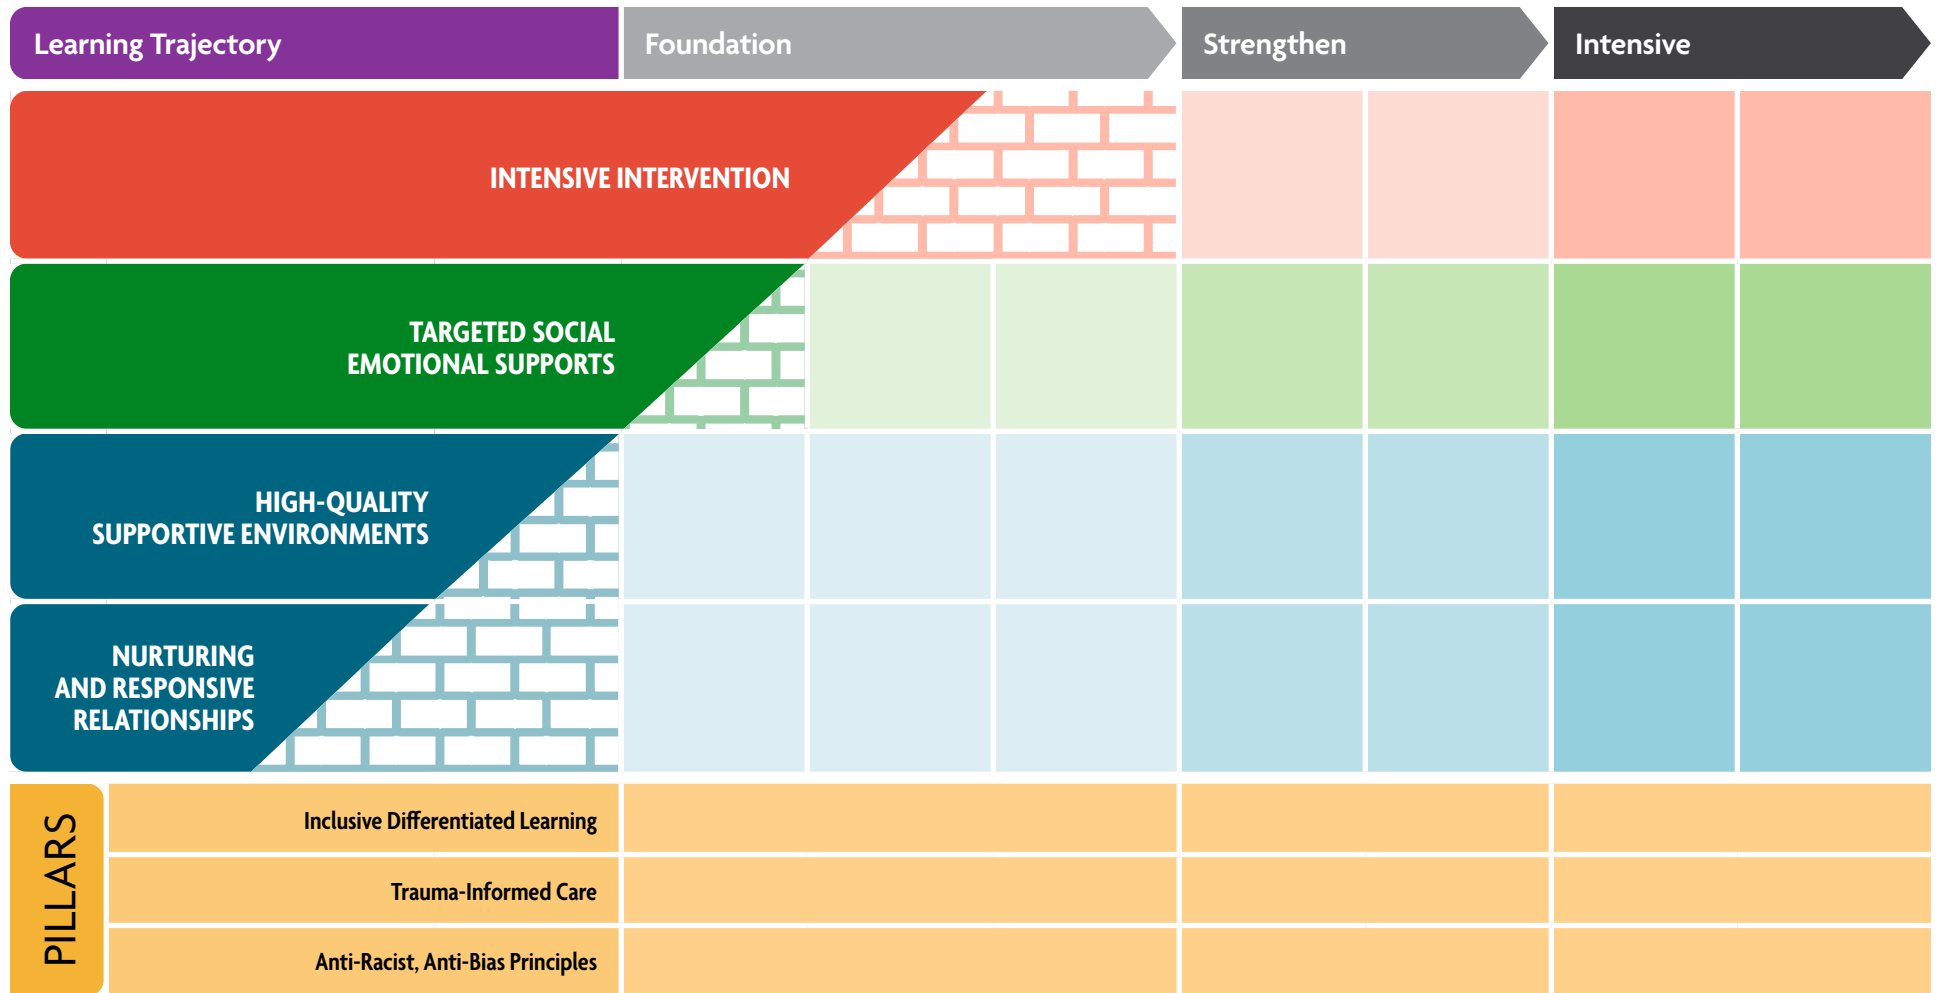 Learning Trajectory
Foundation
Strengthen
Intensive
INTENSIVE INTERVENTION
TARGETED SOCIAL
EMOTIONAL SUPPORTS
HIGH-QUALITY
SUPPORTIVE ENVIRONMENTS
NURTURING
AND RESPONSIVE
RELATIONSHIPS
PILLARS
Inclusive Differentiated Learning
Trauma-Informed Care
Anti-Racist, Anti-Bias Principles